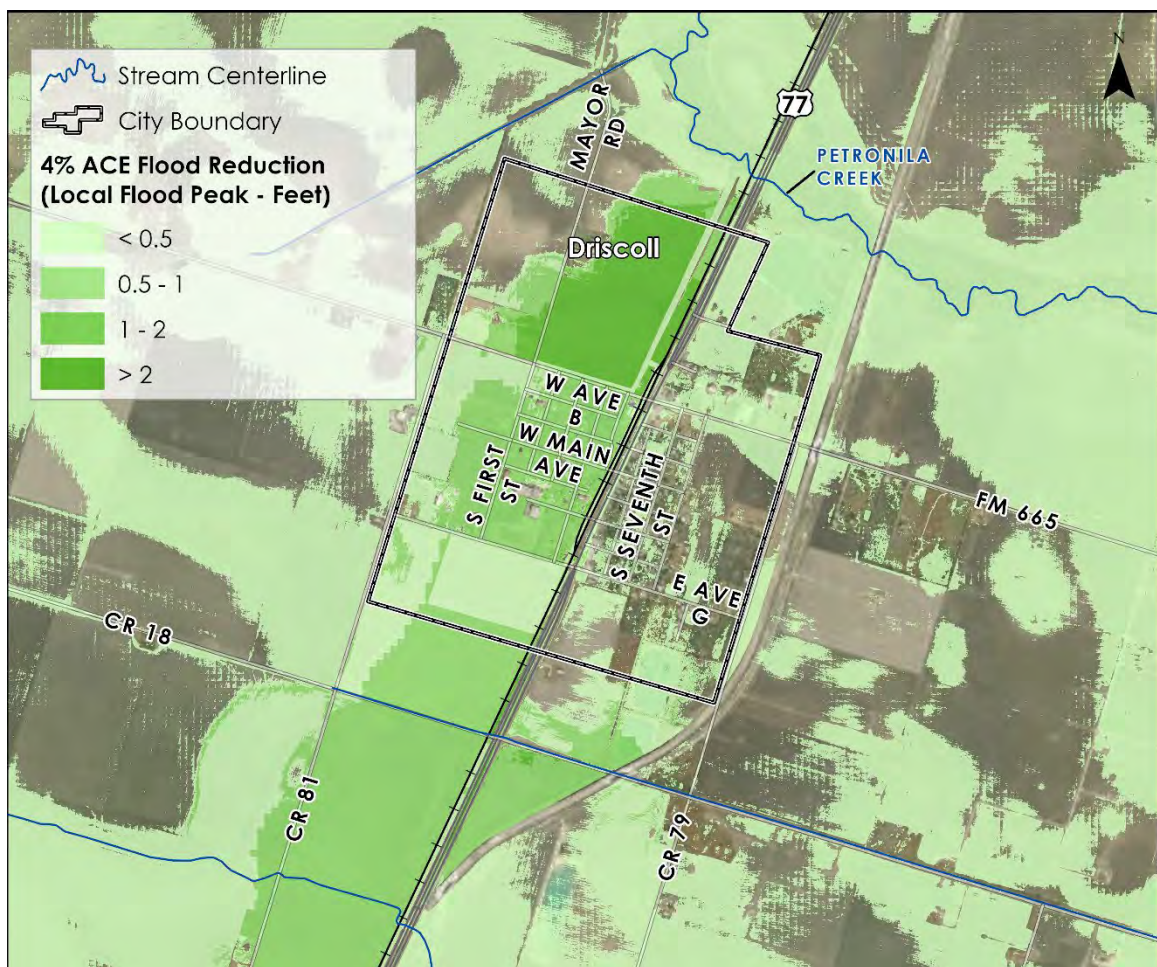 Stream Centerline
City Boundary
4% ACE Flood Reduction
(Local Flood Peak - Feet)
< 0.5
0.5 - 1
1 - 2
> 2
N
77
MAYOR
RD
PETRONILA
CREEK
Driscoll
W AVE
B
W MAIN
AVE
S FIRST
ST
S SEVENTH
ST
E AVE
G
FM 665
CR 18
CR 81
CR 79